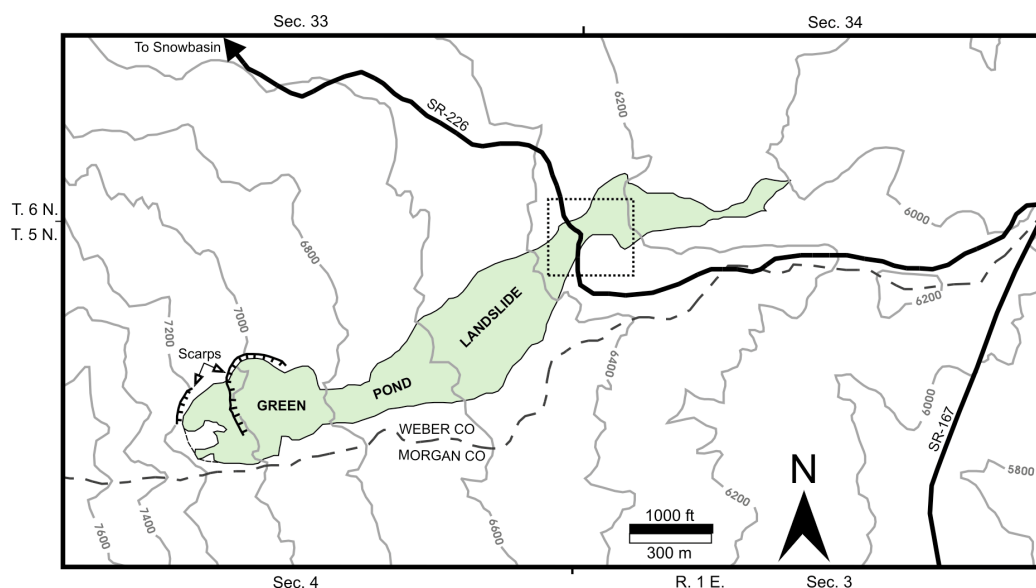 Sec. 33
Sec. 34
To Snowbasin
SR-226
6200
T. 6 N.
T. 5 N.
6000
6800
6200
7200
7000
LANDSLIDE
Scarps
6400
POND
GREEN
6000
WEBER CO
MORGAN CO
SR-167
N
5800
6200
1000 ft
300 m
7600
7400
6600
Sec. 4
R. 1 E.
Sec. 3